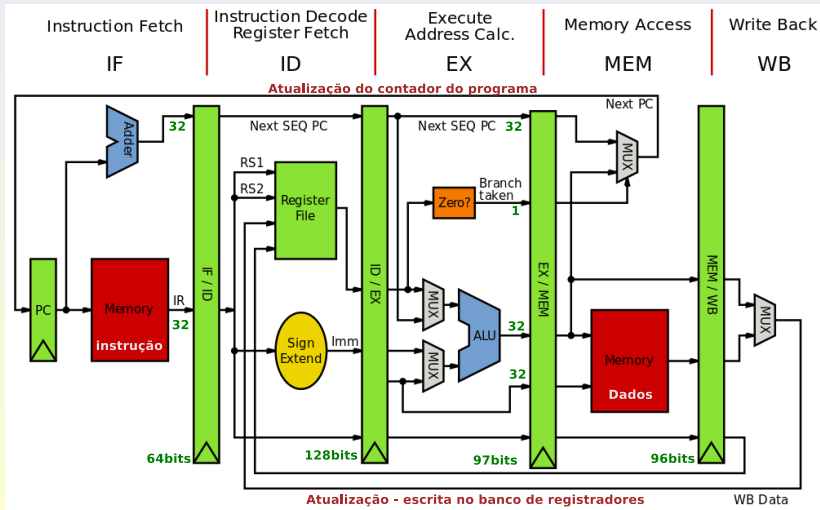 Instruction Fetch
Instruction Decode
Register Fetch
Execute
Address Calc.
Memory Access
Write Back
IF
ID
EX
MEM
WB
Atualização do contador do programa
Next PC
Adder
32
Next SEQ PC
Next SEQ PC
32
MUX
RS1
RS2
Register
File
Branch
taken
Zero?
1
IF / ID
ID / EX
EX / MEM
MEM / WB
PC
Memory
instrução
IR
32
Sign
Extend
Imm
MUX
MUX
ALU
32
32
Memory
Dados
MUX
64bits
128bits
97bits
96bits
Atualização - escrita no banco de registradores
WB Data